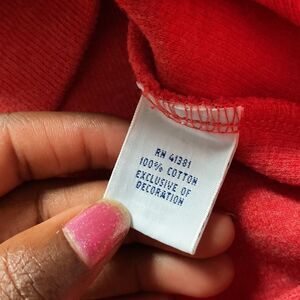 RN 41381
100% COTTON
EXCLUSIVE OF
DECORATION